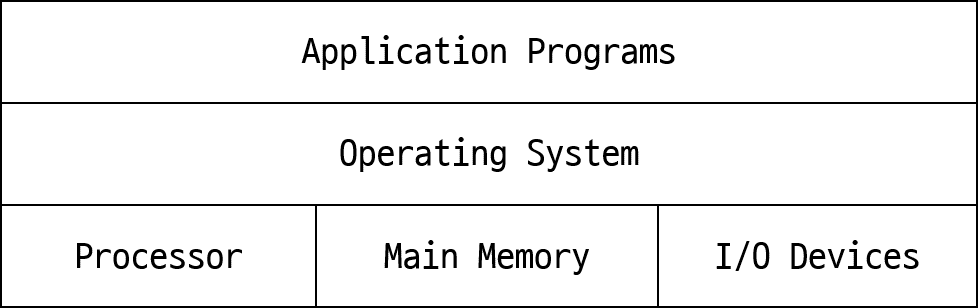 Application Programs
Operating System
Processor
Main Memory
I/O Devices